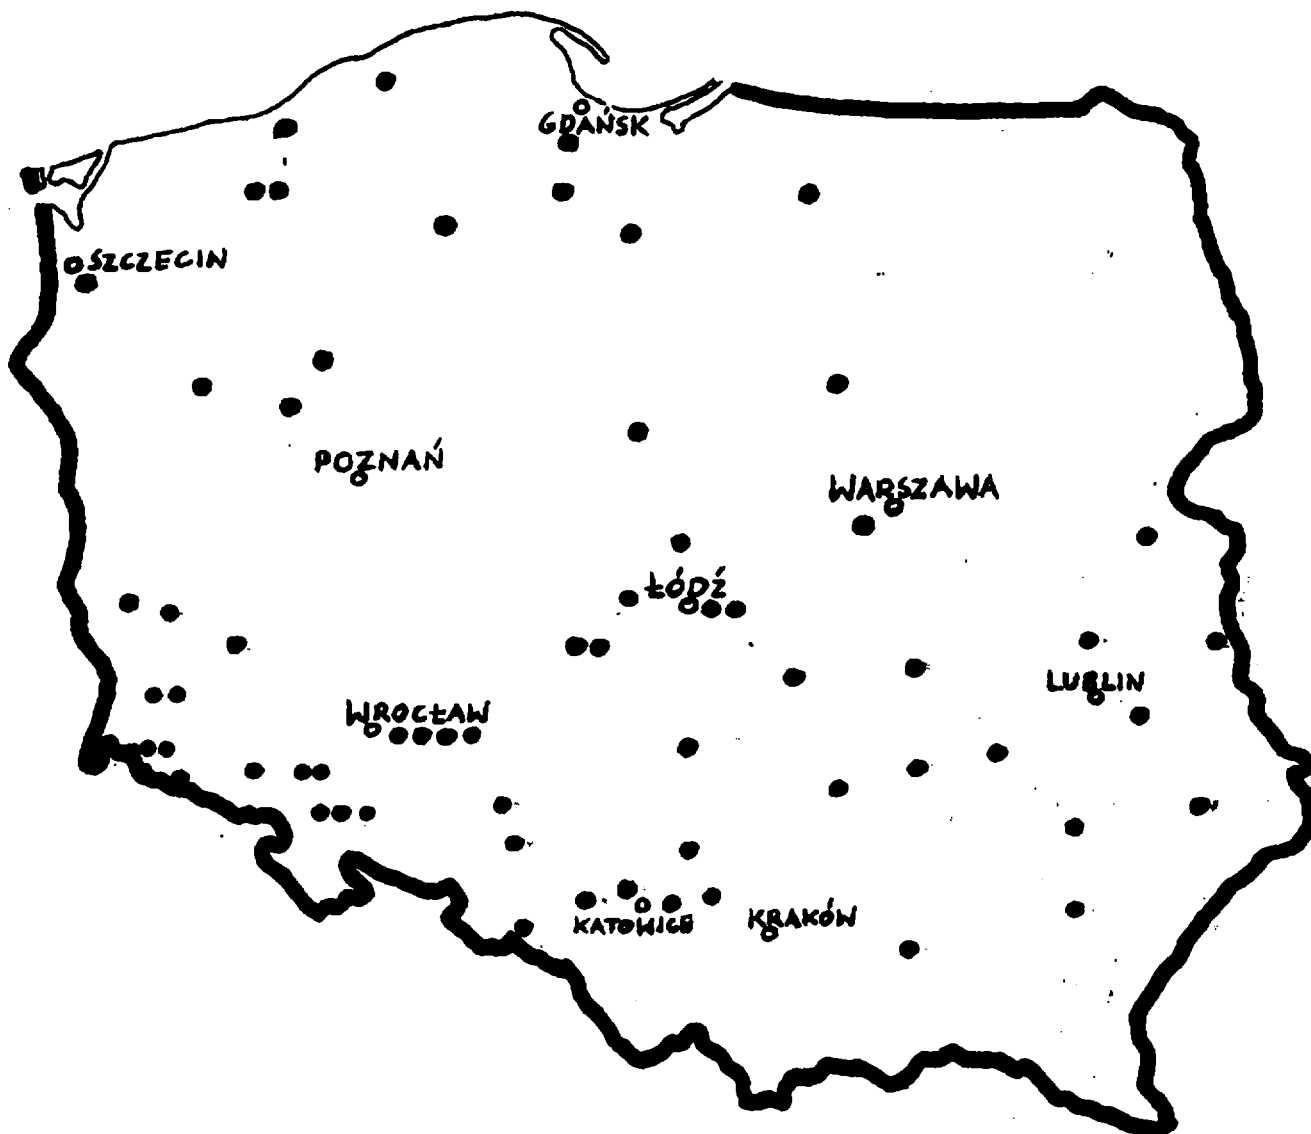 GDAŃSK
SZCZECIN
POZNAŃ
WARSZAWA
ŁÓDŹ
LUBLIN
WROCŁAW
KATOWICE
KRAKÓW